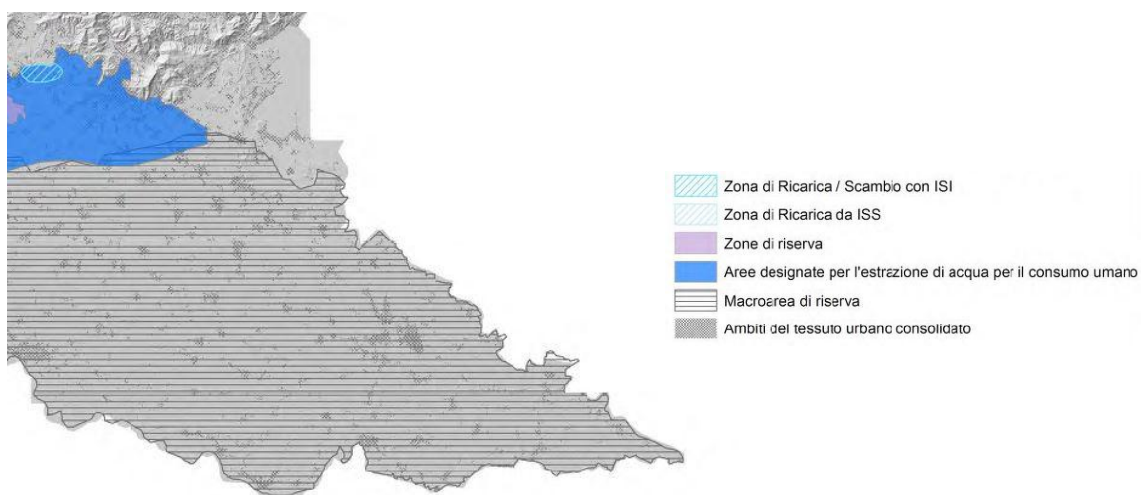 Zona di Ricarica / Scambio con ISI
Zona di Ricarica da ISS
Zone di riserva
Aree designate per l'estrazione di acqua per il consumo umano
Macroarea di riserva
Ambiti del tessuto urbano consolidato